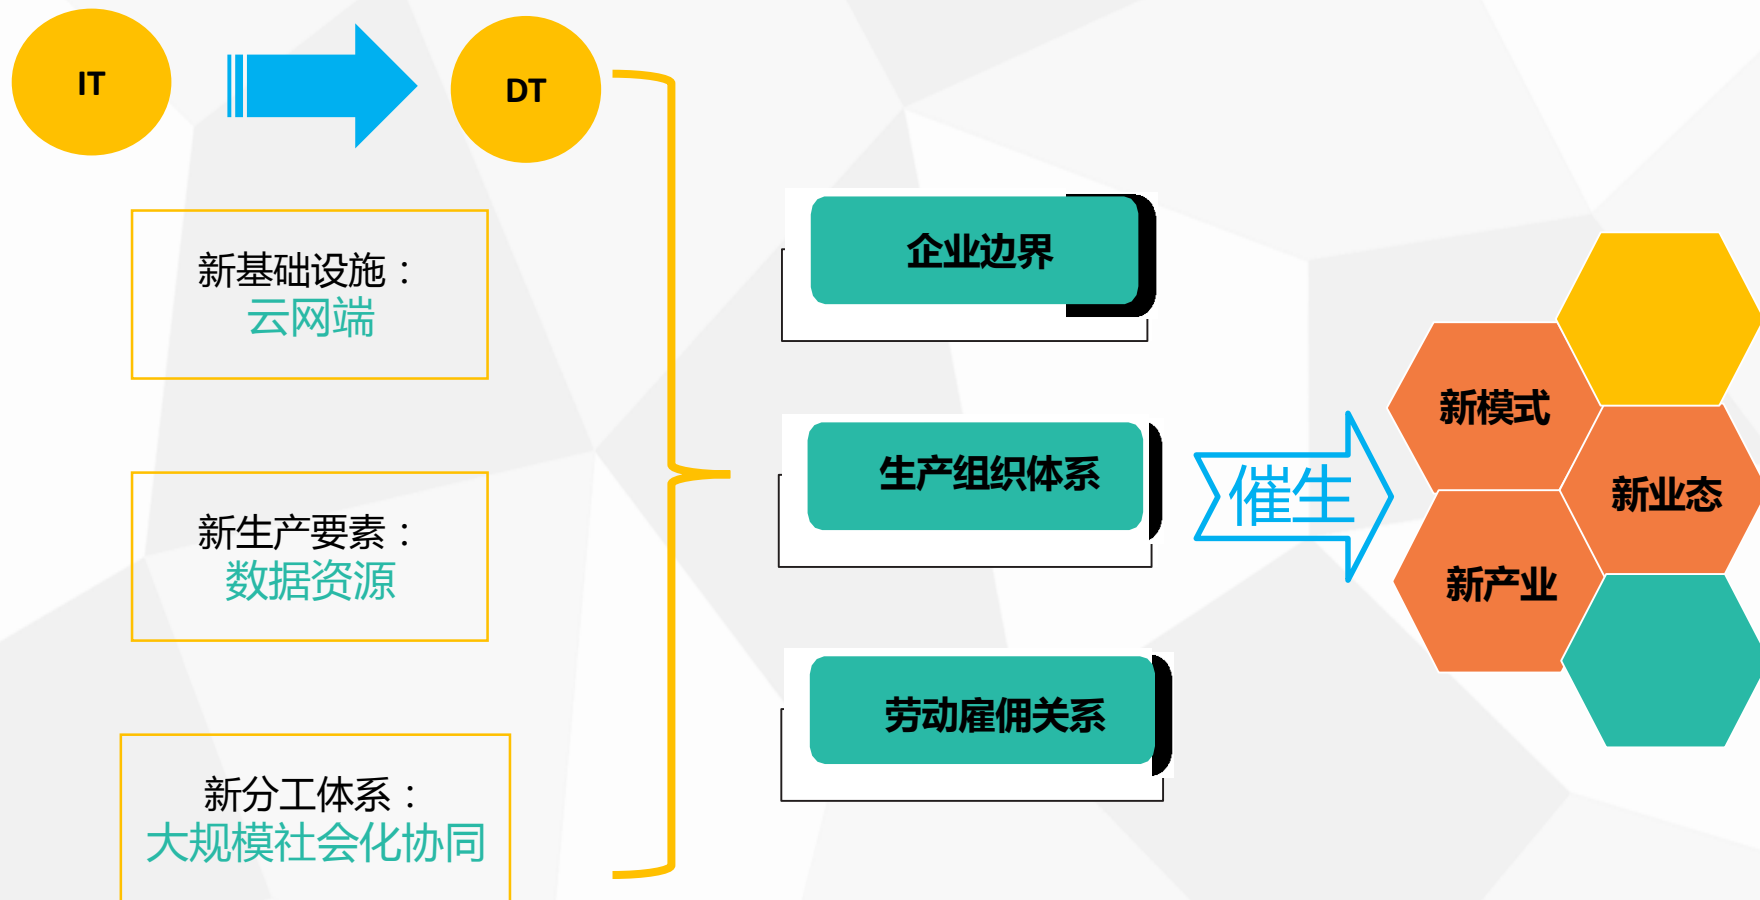 IT
DT
新基础设施：
云网端
新生产要素：
数据资源
新分工体系：
大规模社会化协同
企业边界
生产组织体系
劳动雇佣关系
催生
新模式
新业态
新产业